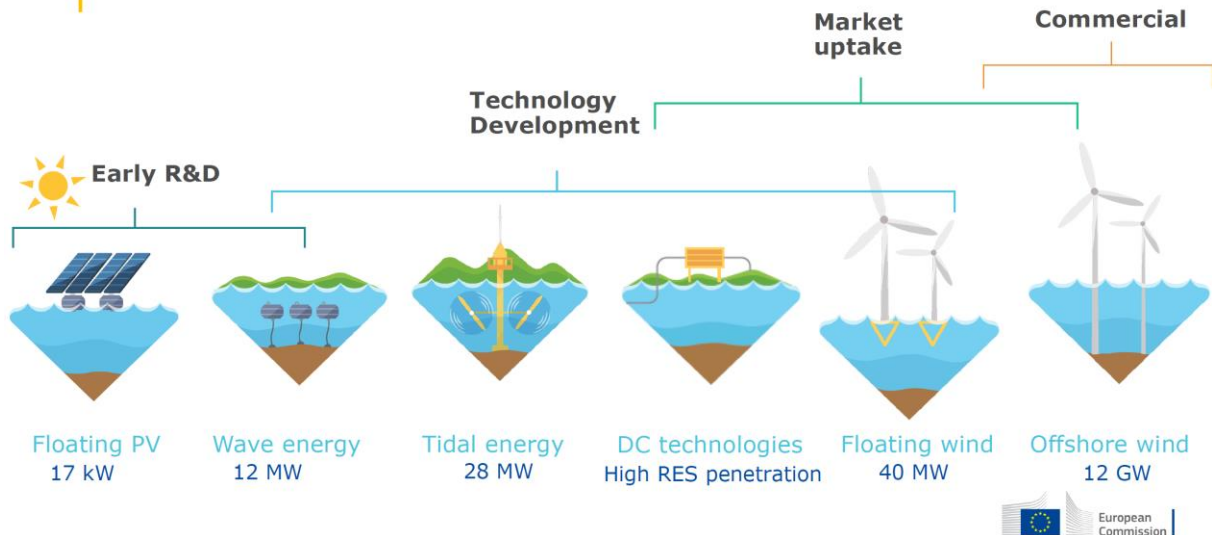 Market
uptake
Commercial
Technology
Development
Early R&D
Floating PV
17 kW
Wave energy
12 MW
Tidal energy
28 MW
DC technologies
High RES penetration
Floating wind
40 MW
Offshore wind
12 GW
European
Commission